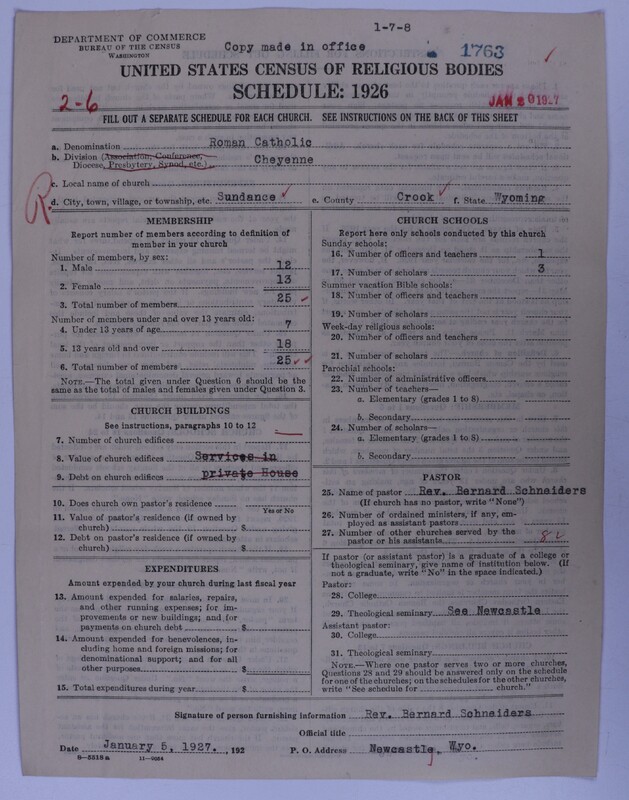 1-7-8
DEPARTMENT OF COMMERCE
BUREAU OF THE CENSUS
WASHINGTON
Copy made in office
1763
UNITED STATES CENSUS OF RELIGIOUS BODIES
SCHEDULE: 1926
2-6
JAN 20 1927
FILL OUT A SEPARATE SCHEDULE FOR EACH CHURCH. SEE INSTRUCTIONS ON THE BACK OF THIS SHEET
a. Denomination Roman Catholic
b. Division (Association, Conference, Diocese, Presbytery, Synod, etc.) Cheyenne
c. Local name of church
R
d. City, town, village, or township, etc. Sundance ✓ e. County Crook ✓ f. State Wyoming
MEMBERSHIP
Report number of members according to definition of
member in your church
Number of members, by sex:
1. Male 12
2. Female 13
3. Total number of members 25 ✓
Number of members under and over 13 years old:
4. Under 13 years of age 7
5. 13 years old and over 18
6. Total number of members 25 ✓✓
NOTE.—The total given under Question 6 should be the
same as the total of males and females given under Question 3.
CHURCH BUILDINGS
See instructions, paragraphs 10 to 12
7. Number of church edifices
8. Value of church edifices Services in
9. Debt on church edifices private House
10. Does church own pastor's residence
Yes or No
11. Value of pastor's residence (if owned by
church) $
12. Debt on pastor's residence (if owned by
church) $
EXPENDITURES
Amount expended by your church during last fiscal year
13. Amount expended for salaries, repairs,
and other running expenses; for im-
provements or new buildings; and for
payments on church debt $
14. Amount expended for benevolences, in-
cluding home and foreign missions; for
denominational support; and for all
other purposes $
15. Total expenditures during year $
CHURCH SCHOOLS
Report here only schools conducted by this church
Sunday schools:
16. Number of officers and teachers 1
17. Number of scholars 3
Summer vacation Bible schools:
18. Number of officers and teachers
19. Number of scholars
Week-day religious schools:
20. Number of officers and teachers
21. Number of scholars
Parochial schools:
22. Number of administrative officers
23. Number of teachers—
a. Elementary (grades 1 to 8)
b. Secondary
24. Number of scholars—
a. Elementary (grades 1 to 8)
b. Secondary
PASTOR
25. Name of pastor Rev. Bernard Schneiders
(If church has no pastor, write "None")
26. Number of ordained ministers, if any, em-
ployed as assistant pastors
27. Number of other churches served by the
pastor or his assistants
If pastor (or assistant pastor) is a graduate of a college or
theological seminary, give name of institution below. (If
not a graduate, write "No" in the space indicated.)
Pastor:
28. College
29. Theological seminary See Newcastle
Assistant pastor:
30. College
31. Theological seminary
NOTE.—Where one pastor serves two or more churches,
Questions 28 and 29 should be answered only on the schedule
for one of the churches; on the schedules for the other churches,
write "See schedule for church."
Signature of person furnishing information Rev. Bernard Schneiders
Official title
Date January 5, 1927. , 192 P. O. Address Newcastle, Wyo.
8-5518a 11-9054